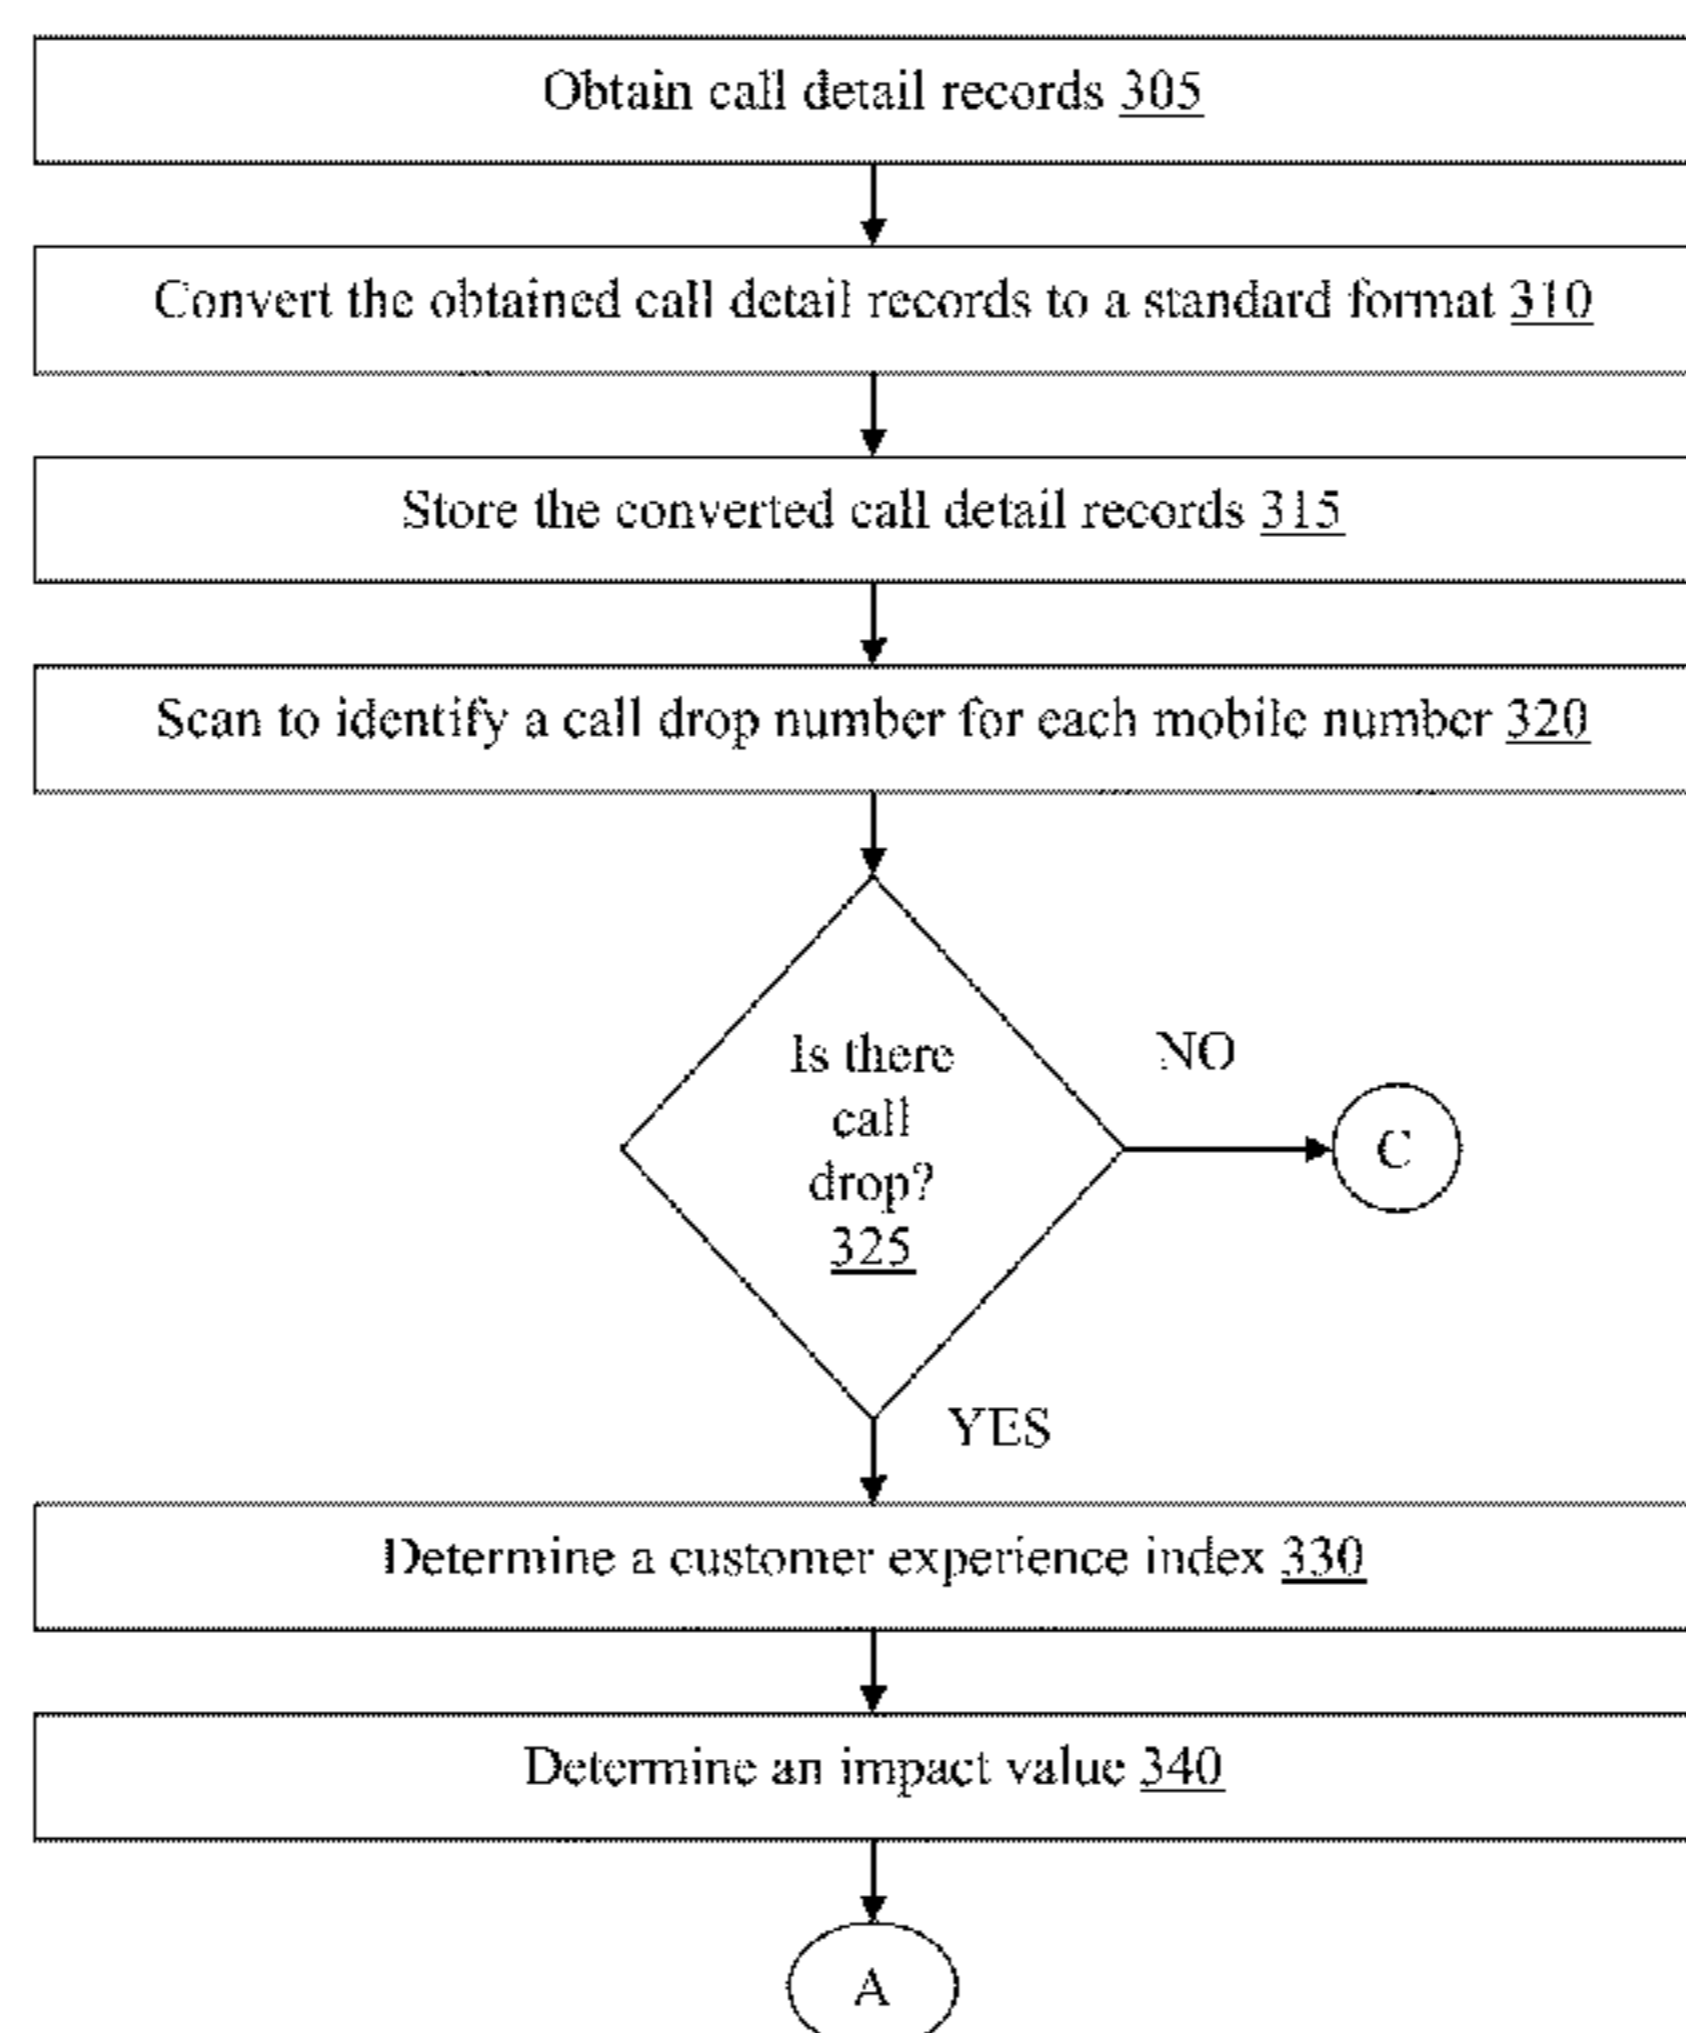 Obtain call detail records 305
Convert the obtained call detail records to a standard format 310
Store the converted call detail records 315
Scan to identify a call drop number for each mobile number 320
Is there
call
drop?
325
NO
C
YES
Determine a customer experience index 330
Determine an impact value 340
A